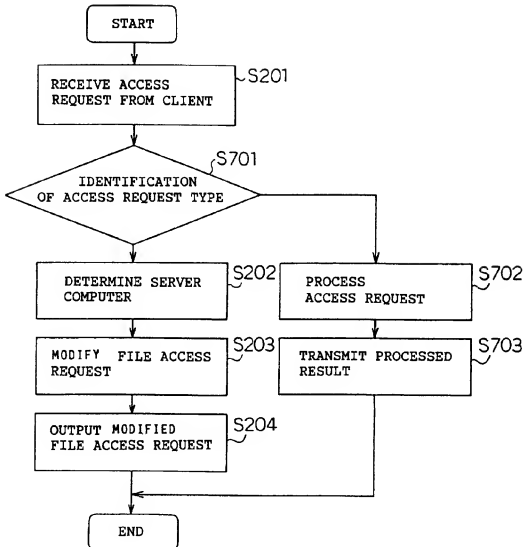 START
RECEIVE ACCESS
REQUEST FROM CLIENT
S201
S701
IDENTIFICATION
OF ACCESS REQUEST TYPE
DETERMINE SERVER
COMPUTER
S202
PROCESS
ACCESS REQUEST
S702
MODIFY FILE ACCESS
REQUEST
S203
TRANSMIT PROCESSED
RESULT
S703
OUTPUT MODIFIED
FILE ACCESS REQUEST
S204
END